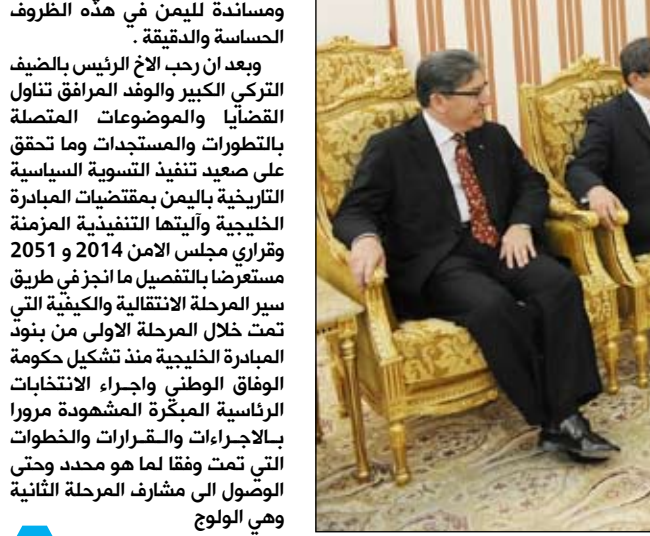 ومساندة لليمن في هذه الظروف
الحساسة والدقيقة .
وبعد ان رحب الاخ الرئيس بالضيف
التركي الكبير والوفد المرافق تناول
القضايا والموضوعات المتصلة
بالتطورات والمستجدات وما تحقق
على صعيد تنفيذ التسوية السياسية
التاريخية باليمن بمقتضيات المبادرة
الخليجية وآليتها التنفيذية المزمنة
وقراري مجلس الامن 2014 و 2051
مستعرضا بالتفصيل ما انجز في طريق
سير المرحلة الانتقالية والكيفية التي
تمت خلال المرحلة الاولى من بنود
المبادرة الخليجية منذ تشكيل حكومة
الوفاق الوطني واجراء الانتخابات
الرئاسية المبكرة المشهودة مرورا
بالاجراءات والقرارات والخطوات
التي تمت وفقا لما هو محدد وحتى
الوصول الى مشارف المرحلة الثانية
وهي الولوج